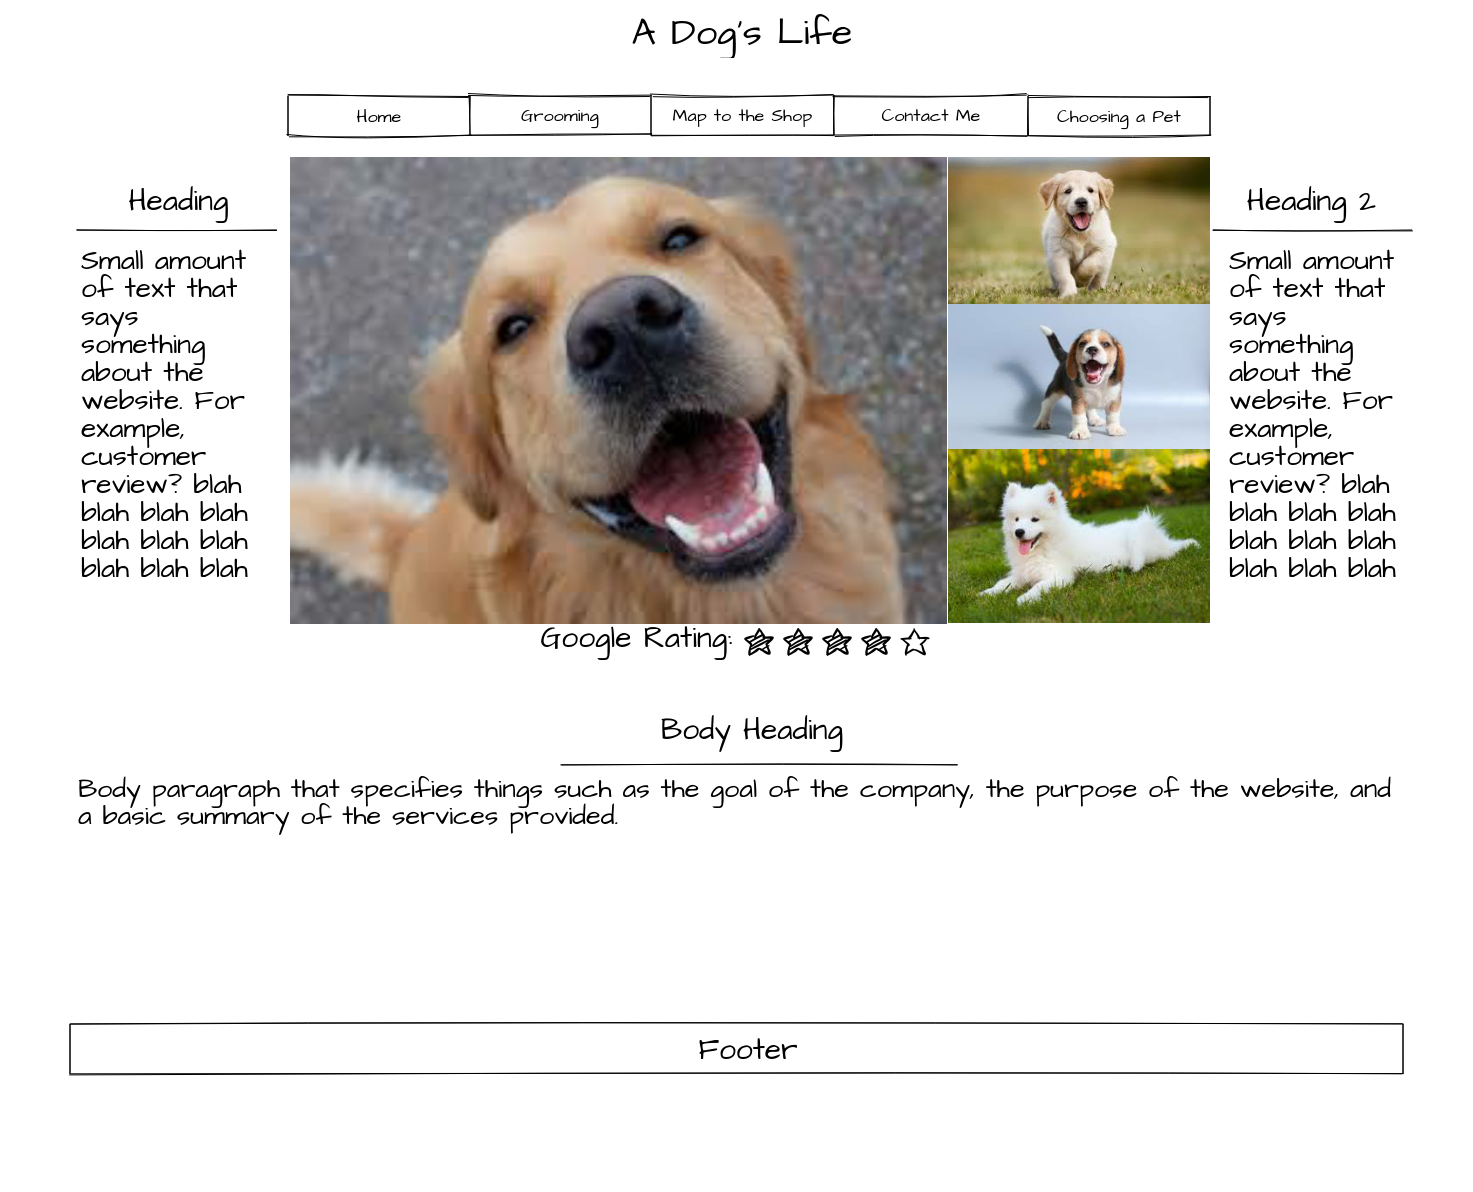 A Dog's Life
Home
Grooming
Map to the Shop
Contact Me
Choosing a Pet
Heading
Small amount
of text that
says
something
about the
website. For
example,
customer
review? blah
blah blah blah
blah blah blah
blah blah blah
Heading 2
Small amount
of text that
says
something
about the
website. For
example,
customer
review? blah
blah blah blah
blah blah blah
blah blah blah
Google Rating:
Body Heading
Body paragraph that specifies things such as the goal of the company, the purpose of the website, and
a basic summary of the services provided.
Footer